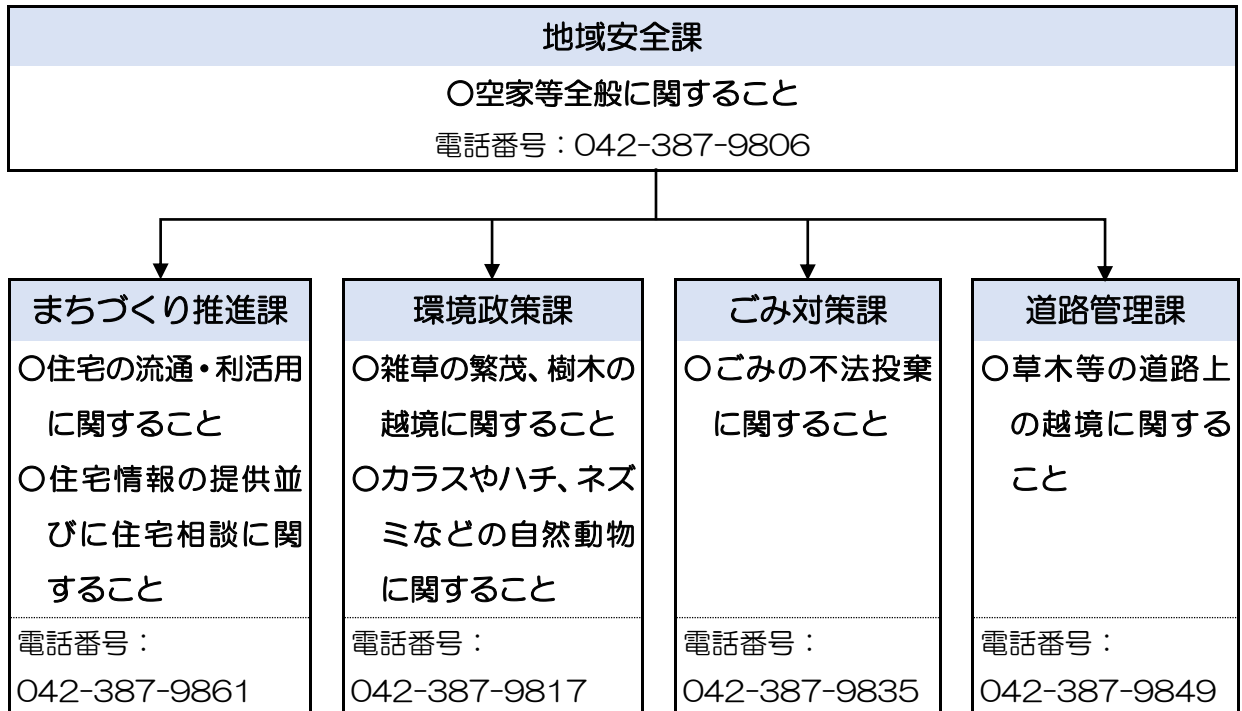 地域安全課
〇空家等全般に関すること
電話番号：042-387-9806
まちづくり推進課
〇住宅の流通・利活用
に関すること
〇住宅情報の提供並
びに住宅相談に関
すること
電話番号：
042-387-9861
環境政策課
〇雑草の繁茂、樹木の
越境に関すること
〇カラスやハチ、ネズ
ミなどの自然動物
に関すること
電話番号：
042-387-9817
ごみ対策課
〇ごみの不法投棄
に関すること
電話番号：
042-387-9835
道路管理課
〇草木等の道路上
の越境に関する
こと
電話番号：
042-387-9849